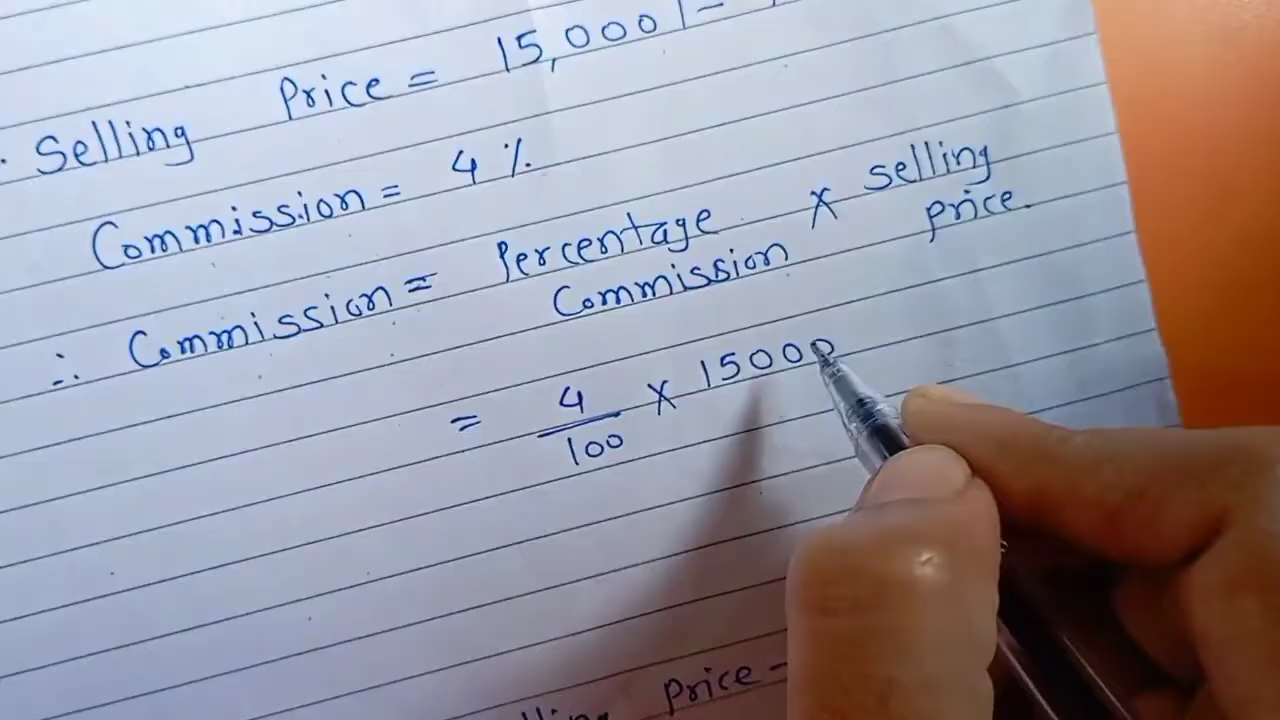 Selling Price = 15,000/-
Commission = 4 %
∴ Commission = Percentage Commission × selling price.
= 4/100 × 15000
Price -